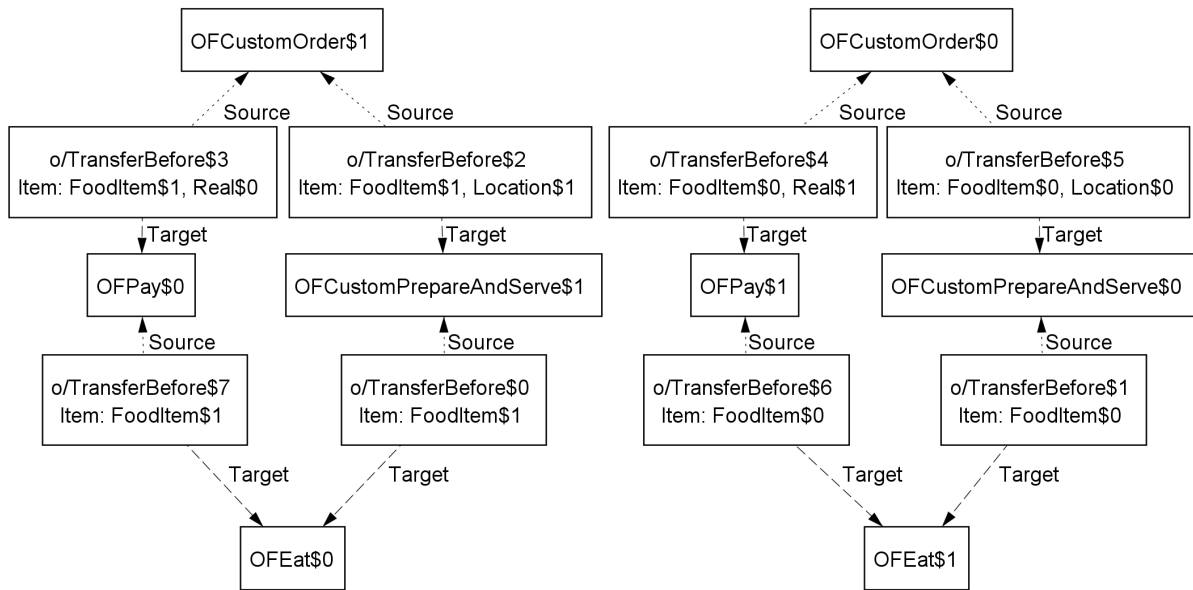 OFCustomOrder$1
OFCustomOrder$0
Source
Source
Source
Source
o/TransferBefore$3
Item: FoodItem$1, Real$0
o/TransferBefore$2
Item: FoodItem$1, Location$1
o/TransferBefore$4
Item: FoodItem$0, Real$1
o/TransferBefore$5
Item: FoodItem$0, Location$0
Target
Target
Target
Target
OFPay$0
OFCustomPrepareAndServe$1
OFPay$1
OFCustomPrepareAndServe$0
Source
Source
Source
Source
o/TransferBefore$7
Item: FoodItem$1
o/TransferBefore$0
Item: FoodItem$1
o/TransferBefore$6
Item: FoodItem$0
o/TransferBefore$1
Item: FoodItem$0
Target
Target
Target
Target
OFEat$0
OFEat$1